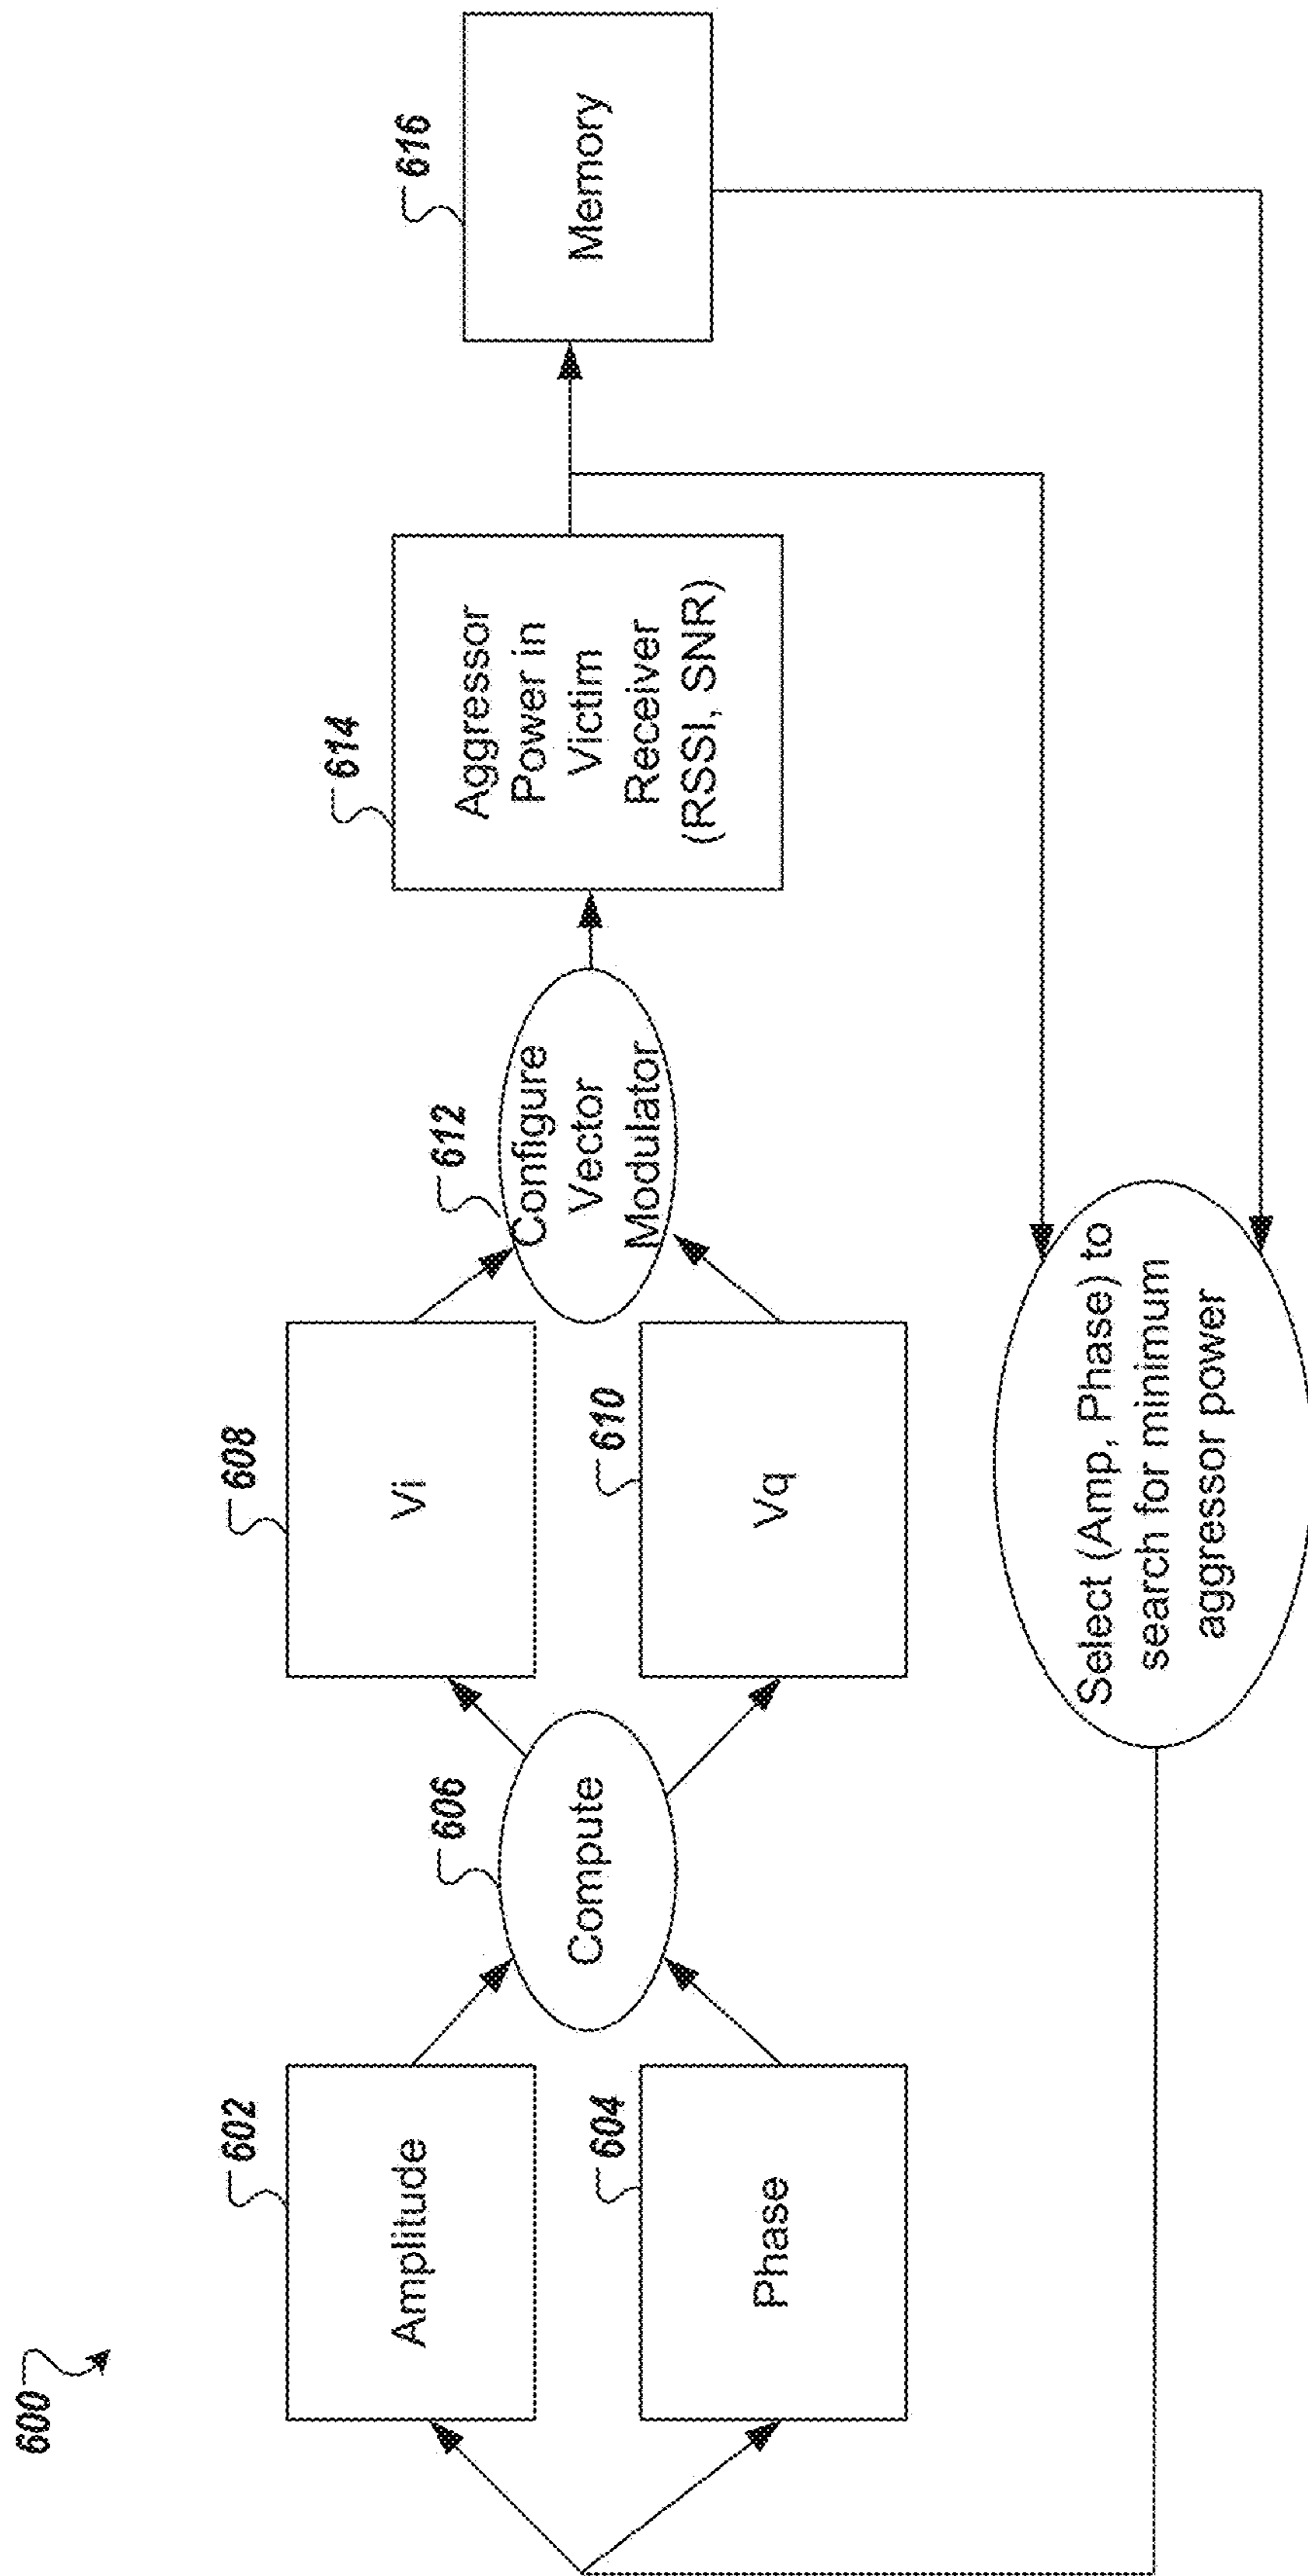 600
602
Amplitude
604
Phase
606
Compute
608
Vi
610
Vq
612
Configure
Vector
Modulator
614
Aggressor
Power in
Victim
Receiver
(RSSI, SNR)
616
Memory
Select (Amp, Phase) to
search for minimum
aggressor power